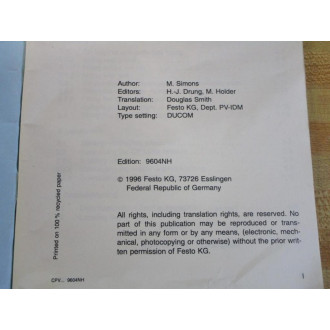 Author: M. Simons
Editors: H.-J. Drung, M. Holder
Translation: Douglas Smith
Layout: Festo KG, Dept. PV-IDM
Type setting: DUCOM
Edition: 9604NH
© 1996 Festo KG, 73726 Esslingen
Federal Republic of Germany
All rights, including translation rights, are reserved. No
part of this publication may be reproduced or trans-
mitted in any form or by any means, (electronic, mech-
anical, photocopying or otherwise) without the prior writ-
ten permission of Festo KG.
Printed on 100 % recycled paper
CPV.. 9604NH
I